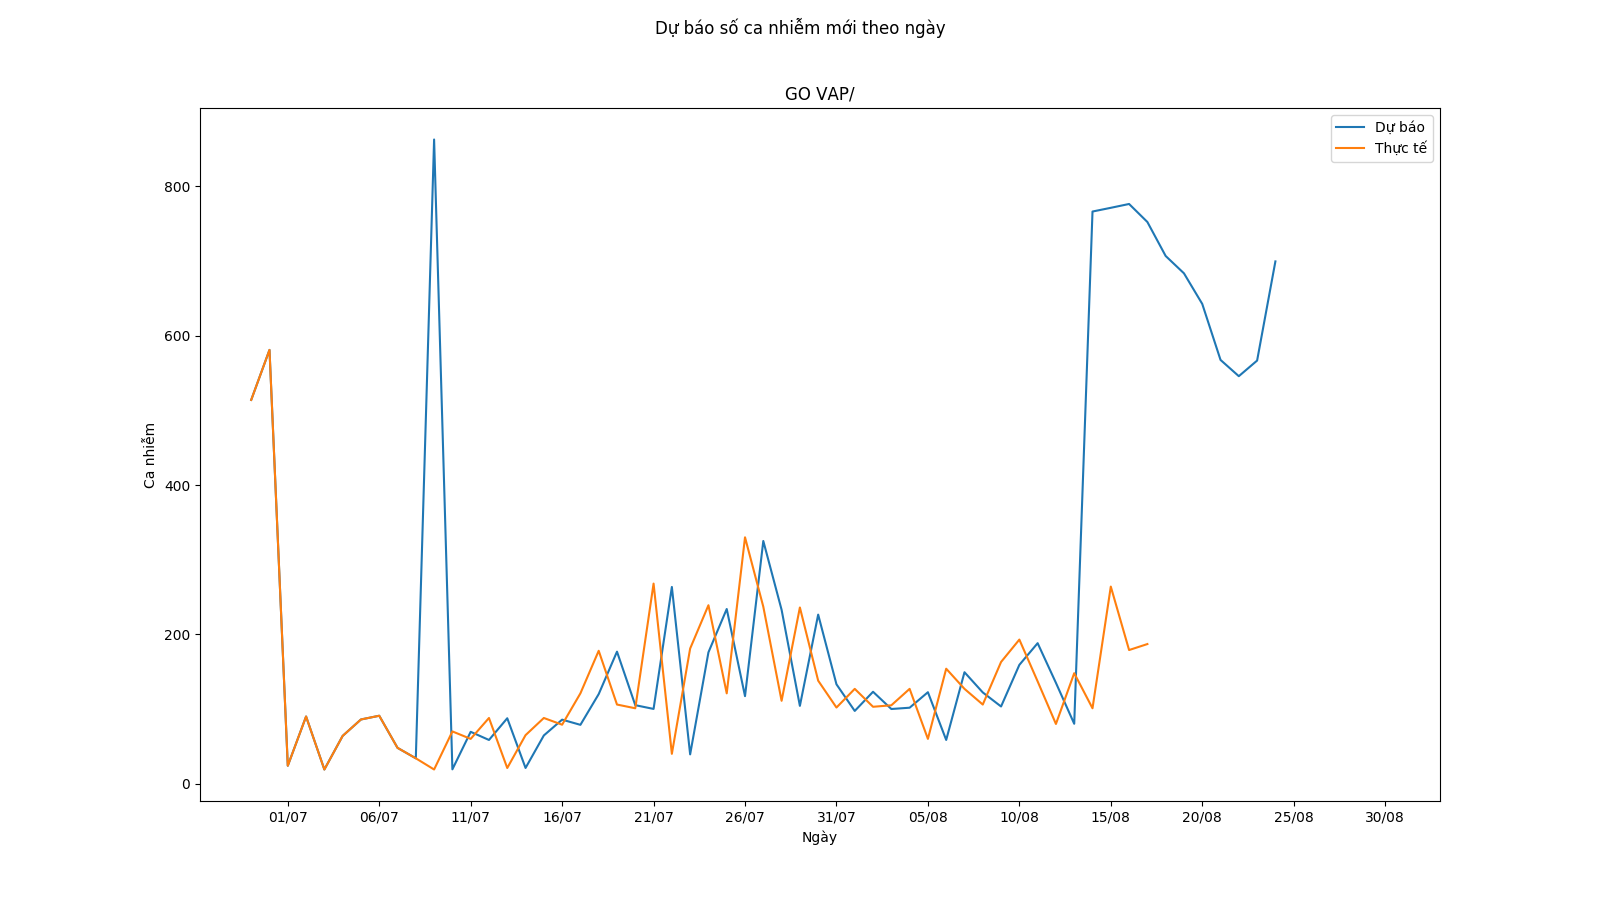 Dự báo số ca nhiễm mới theo ngày
GO VAP/
Dự báo
Thực tế
800
600
400
200
0
Ca nhiễm
01/07 06/07 11/07 16/07 21/07 26/07 31/07 05/08 10/08 15/08 20/08 25/08 30/08
Ngày